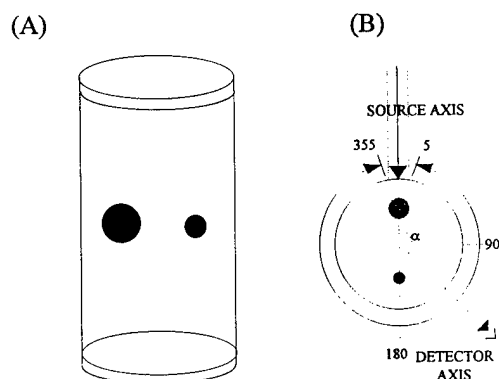 (A)
(B)
SOURCE AXIS
355
5
α
90
180
DETECTOR
AXIS